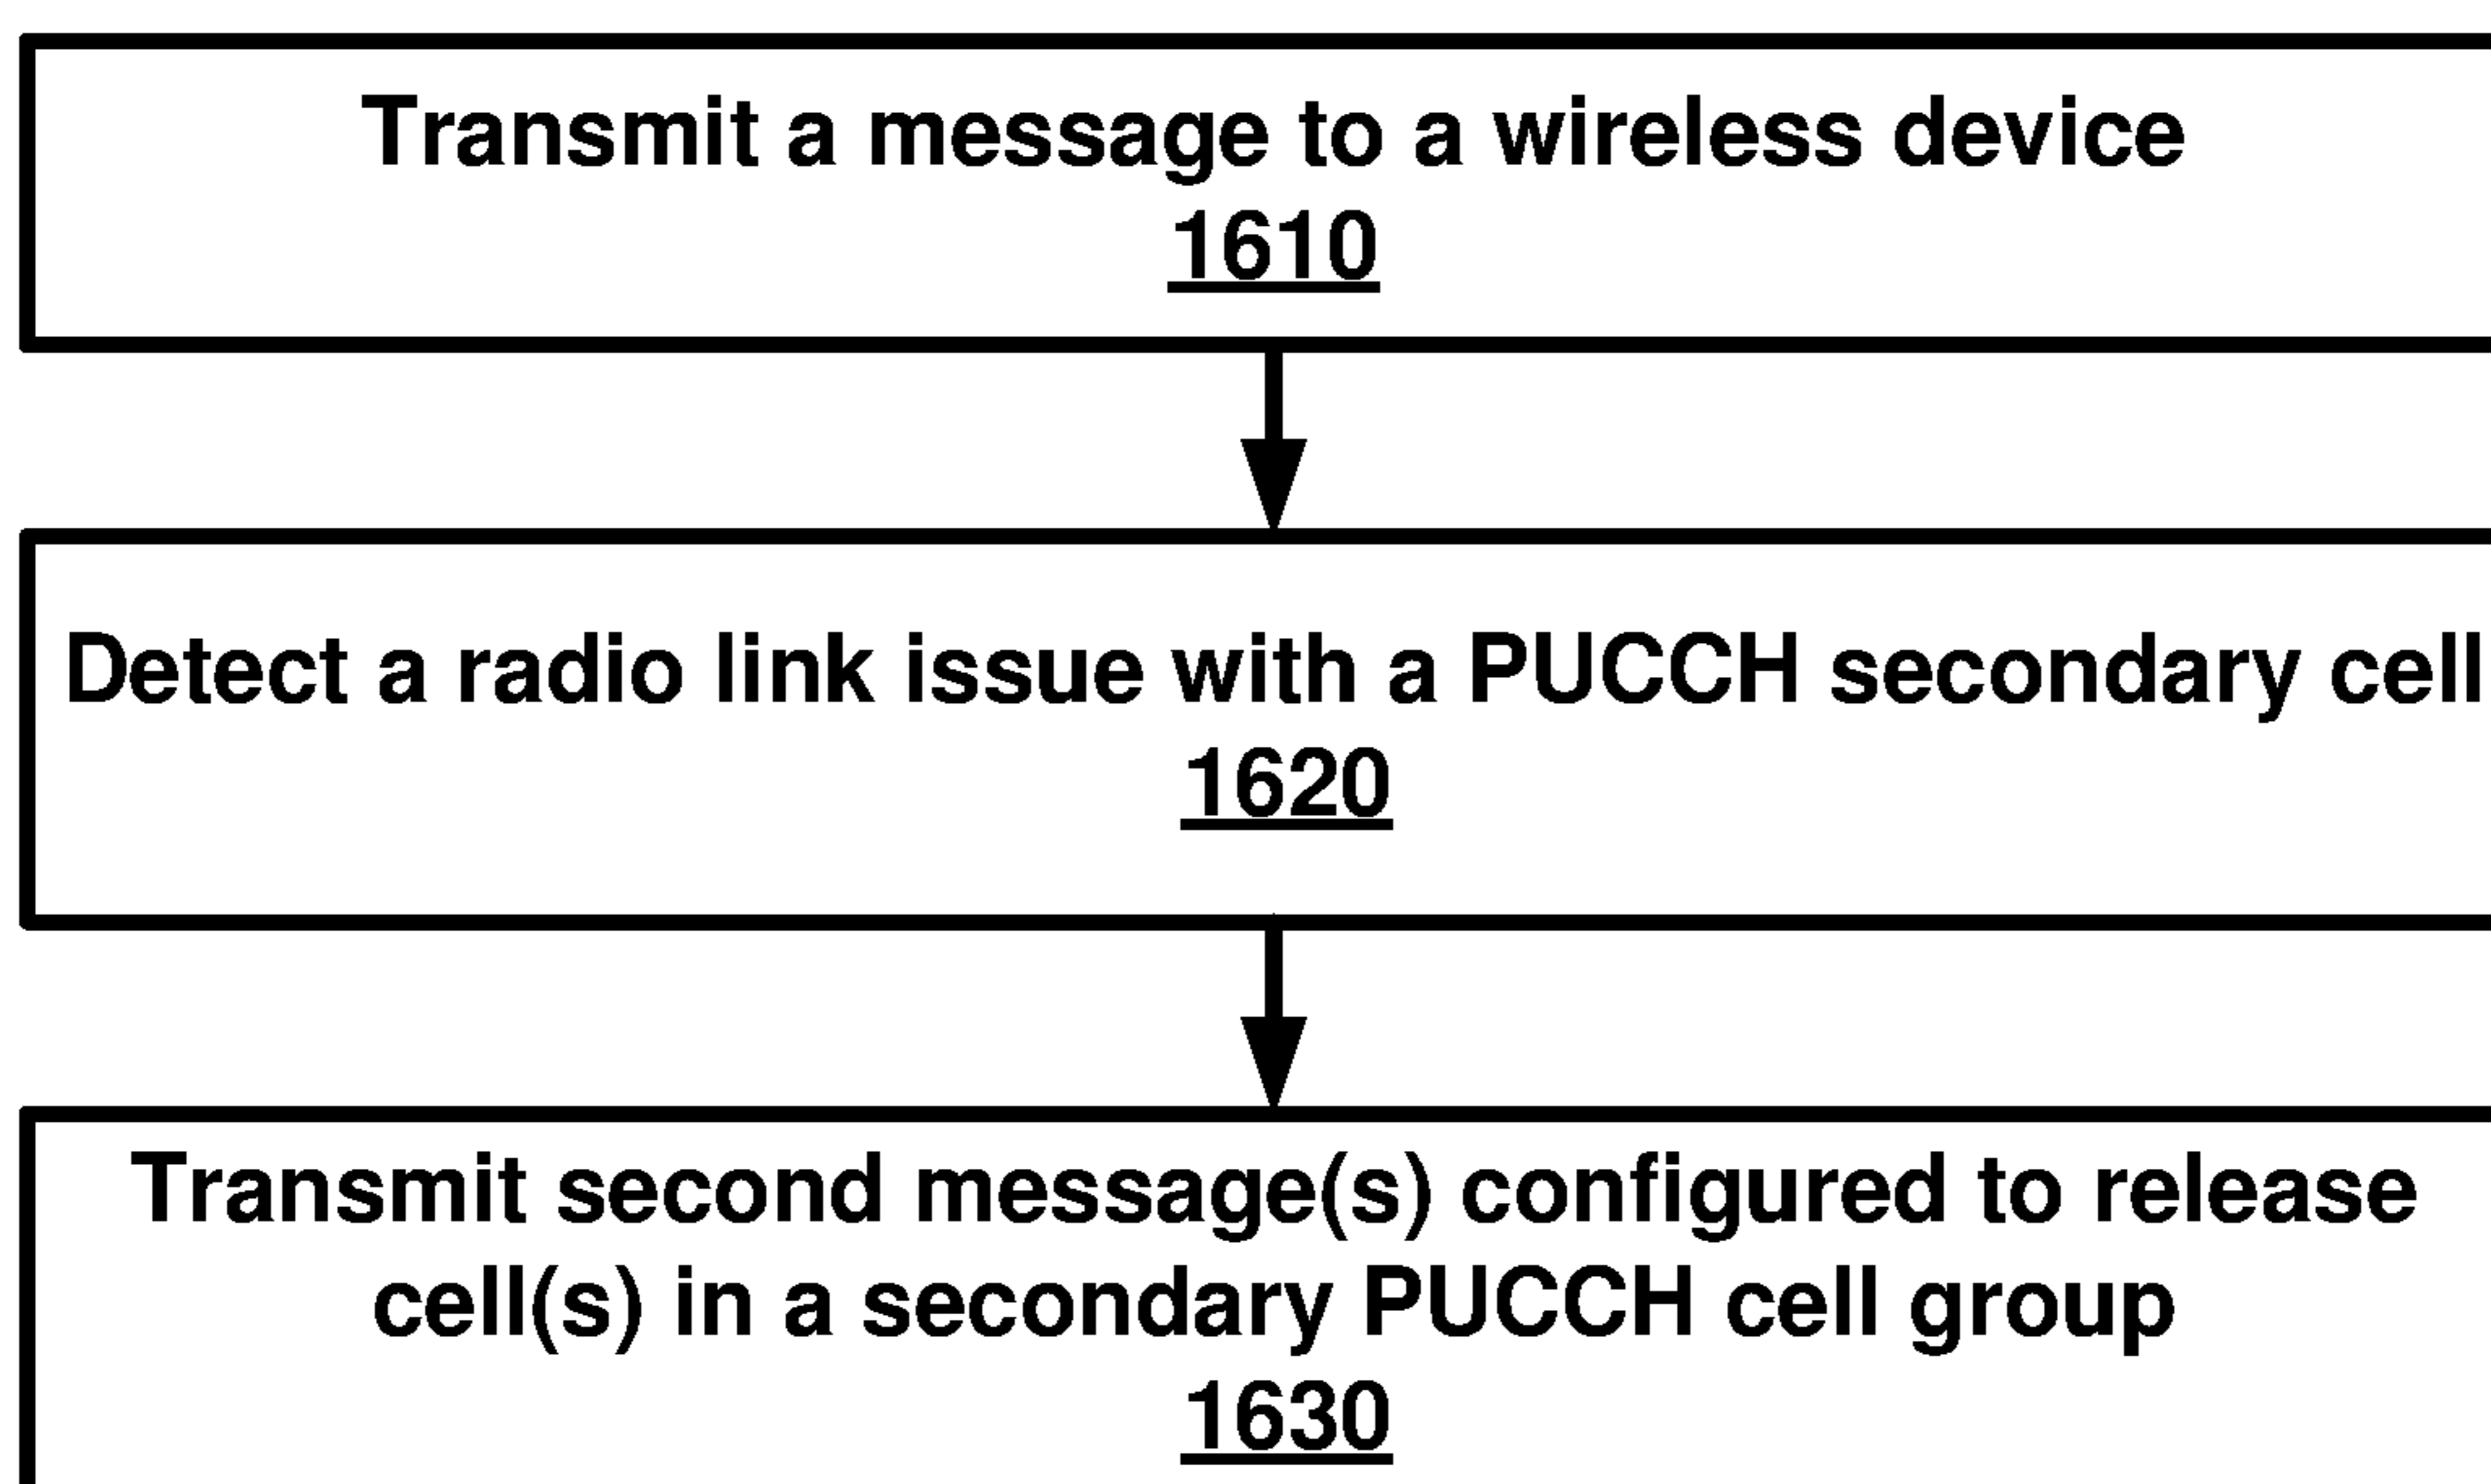 Transmit a message to a wireless device
1610
Detect a radio link issue with a PUCCH secondary cell
1620
Transmit second message(s) configured to release
cell(s) in a secondary PUCCH cell group
1630